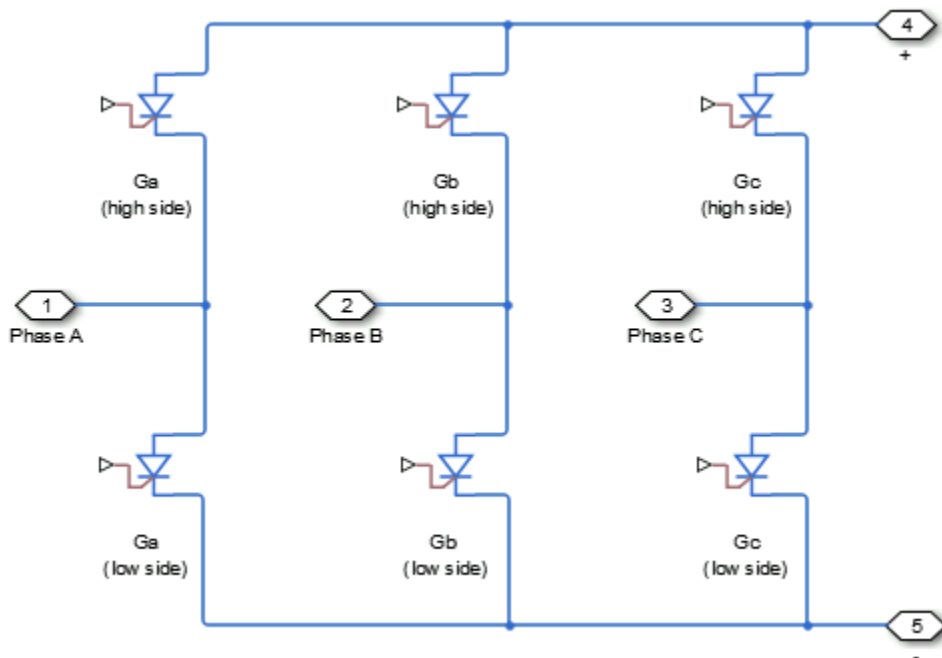 4
+
Ga
(high side)
Gb
(high side)
Gc
(high side)
1
Phase A
2
Phase B
3
Phase C
Ga
(low side)
Gb
(low side)
Gc
(low side)
5